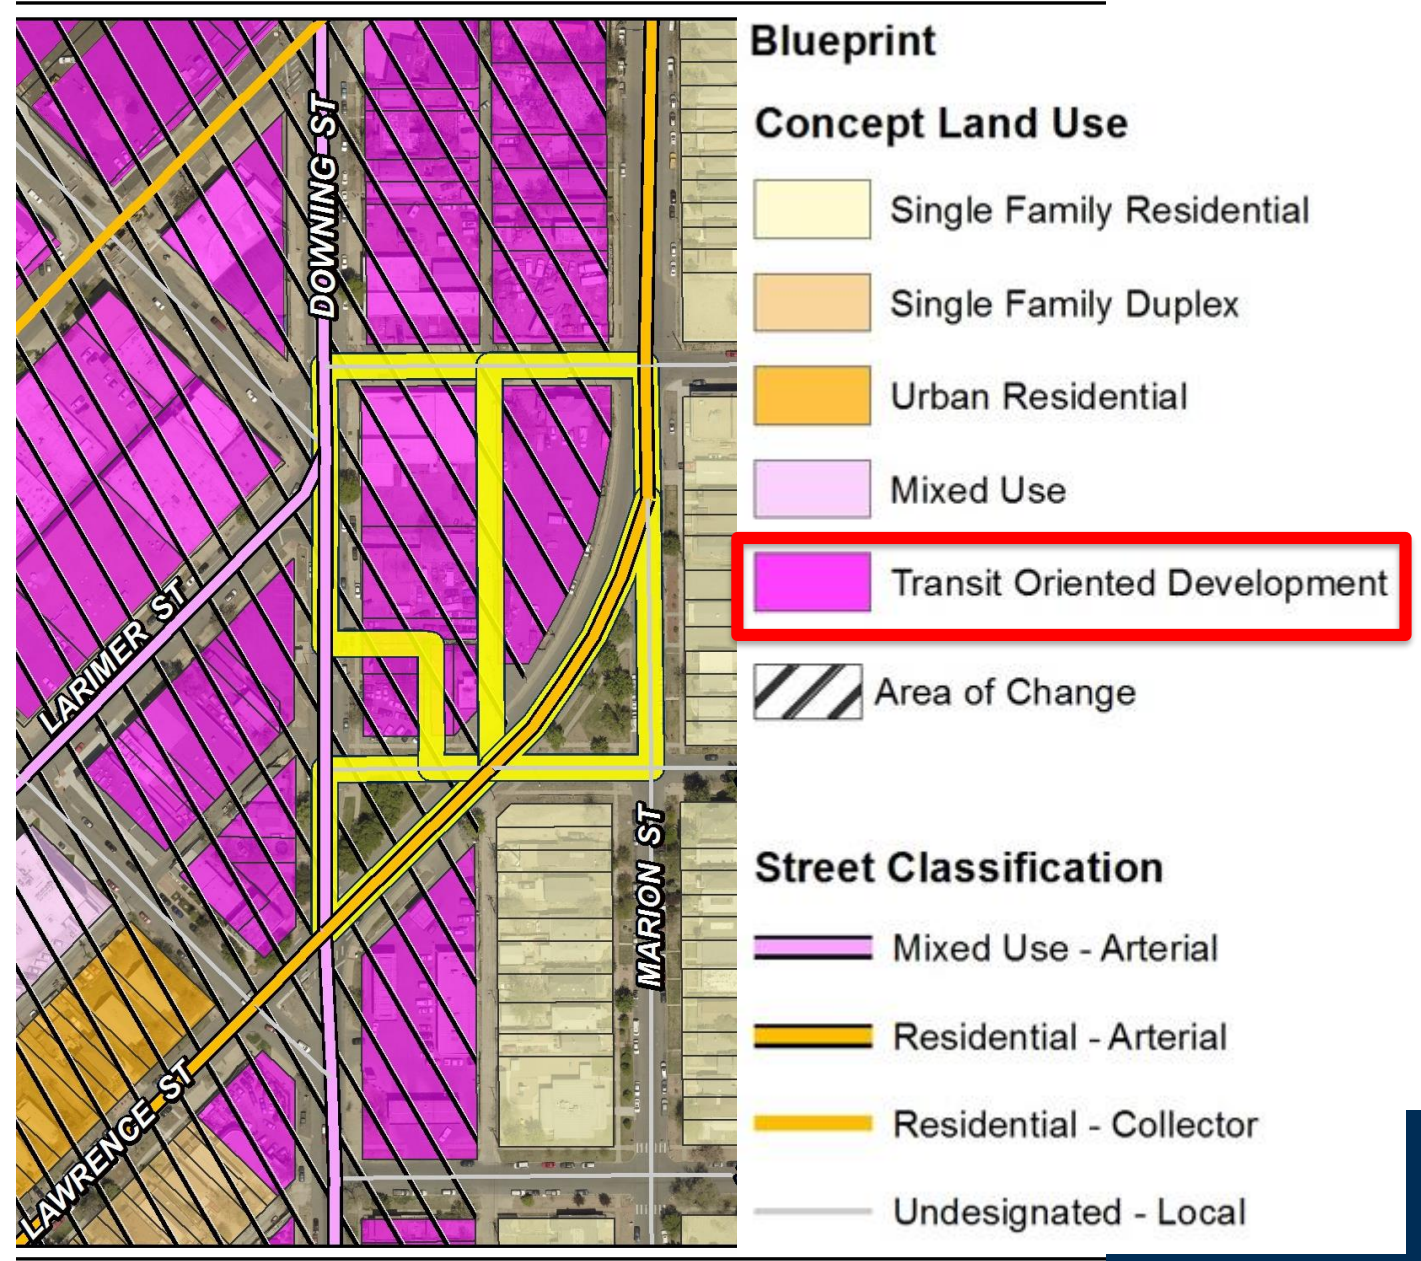 Blueprint
Concept Land Use
Single Family Residential
Single Family Duplex
Urban Residential
Mixed Use
Transit Oriented Development
Area of Change
Street Classification
Mixed Use - Arterial
Residential - Arterial
Residential - Collector
Undesignated - Local
DOWNING ST
LARIMER ST
MARION ST
LAWRENCE ST